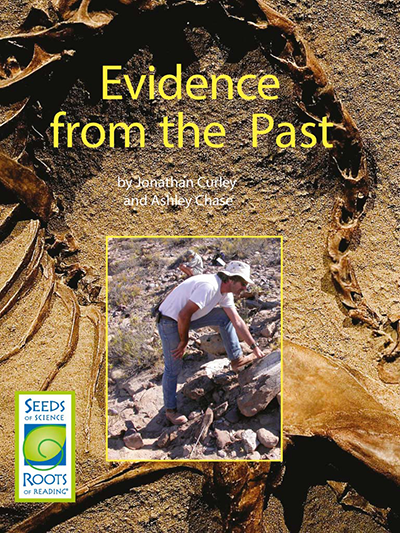 Evidence
from the Past
by Jonathan Curley
and Ashley Chase
SEEDS
OF SCIENCE
ROOTS
OF READING®